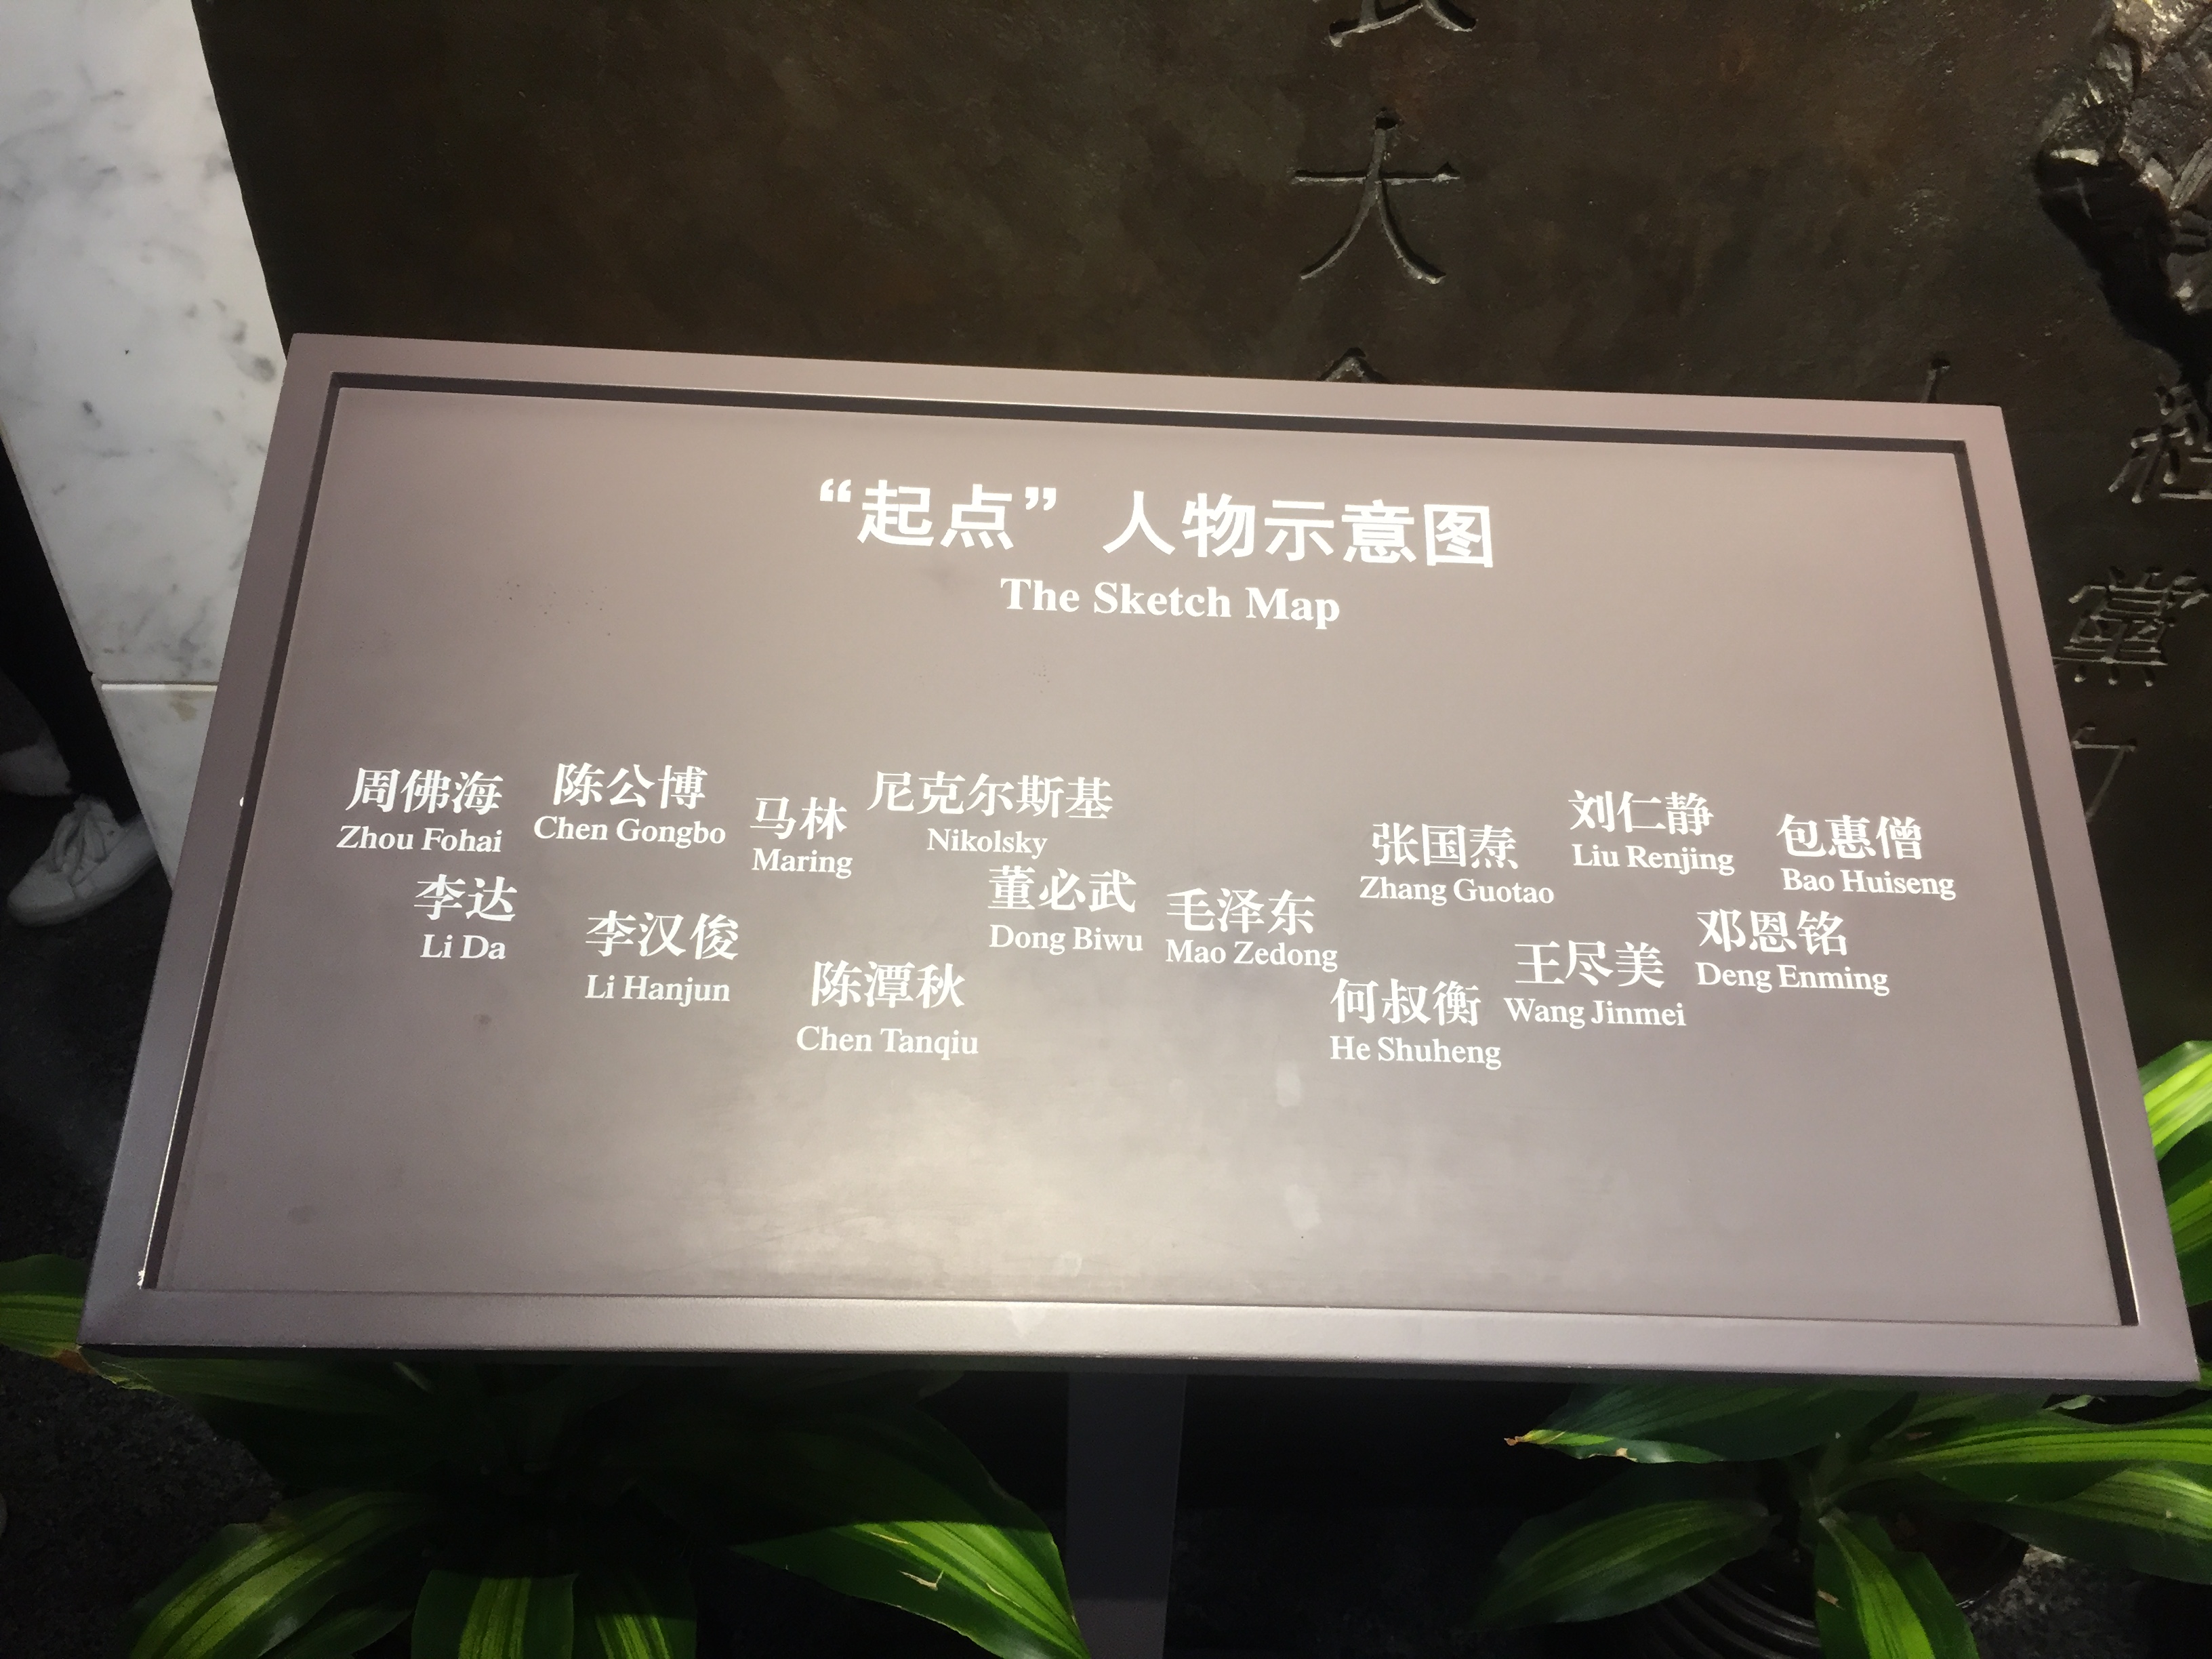 “起点”人物示意图
The Sketch Map
周佛海
Zhou Fohai
陈公博
Chen Gongbo
马林
Maring
尼克尔斯基
Nikolsky
张国焘
Zhang Guotao
刘仁静
Liu Renjing
包惠僧
Bao Huiseng
李达
Li Da
李汉俊
Li Hanjun
陈潭秋
Chen Tanqiu
董必武
Dong Biwu
毛泽东
Mao Zedong
何叔衡
He Shuheng
王尽美
Wang Jinmei
邓恩铭
Deng Enming
大